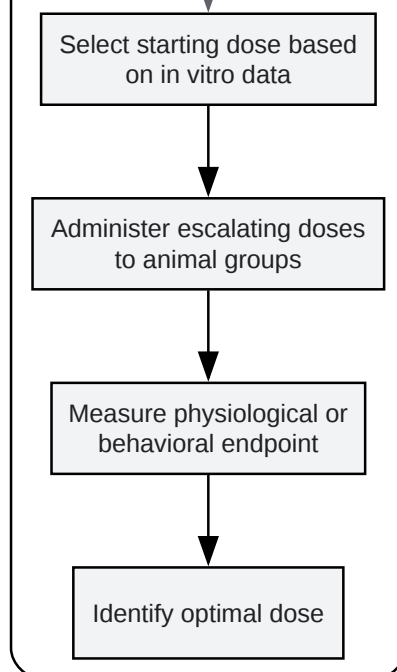 Select starting dose based
on in vitro data
Administer escalating doses
to animal groups
Measure physiological or
behavioral endpoint
Identify optimal dose